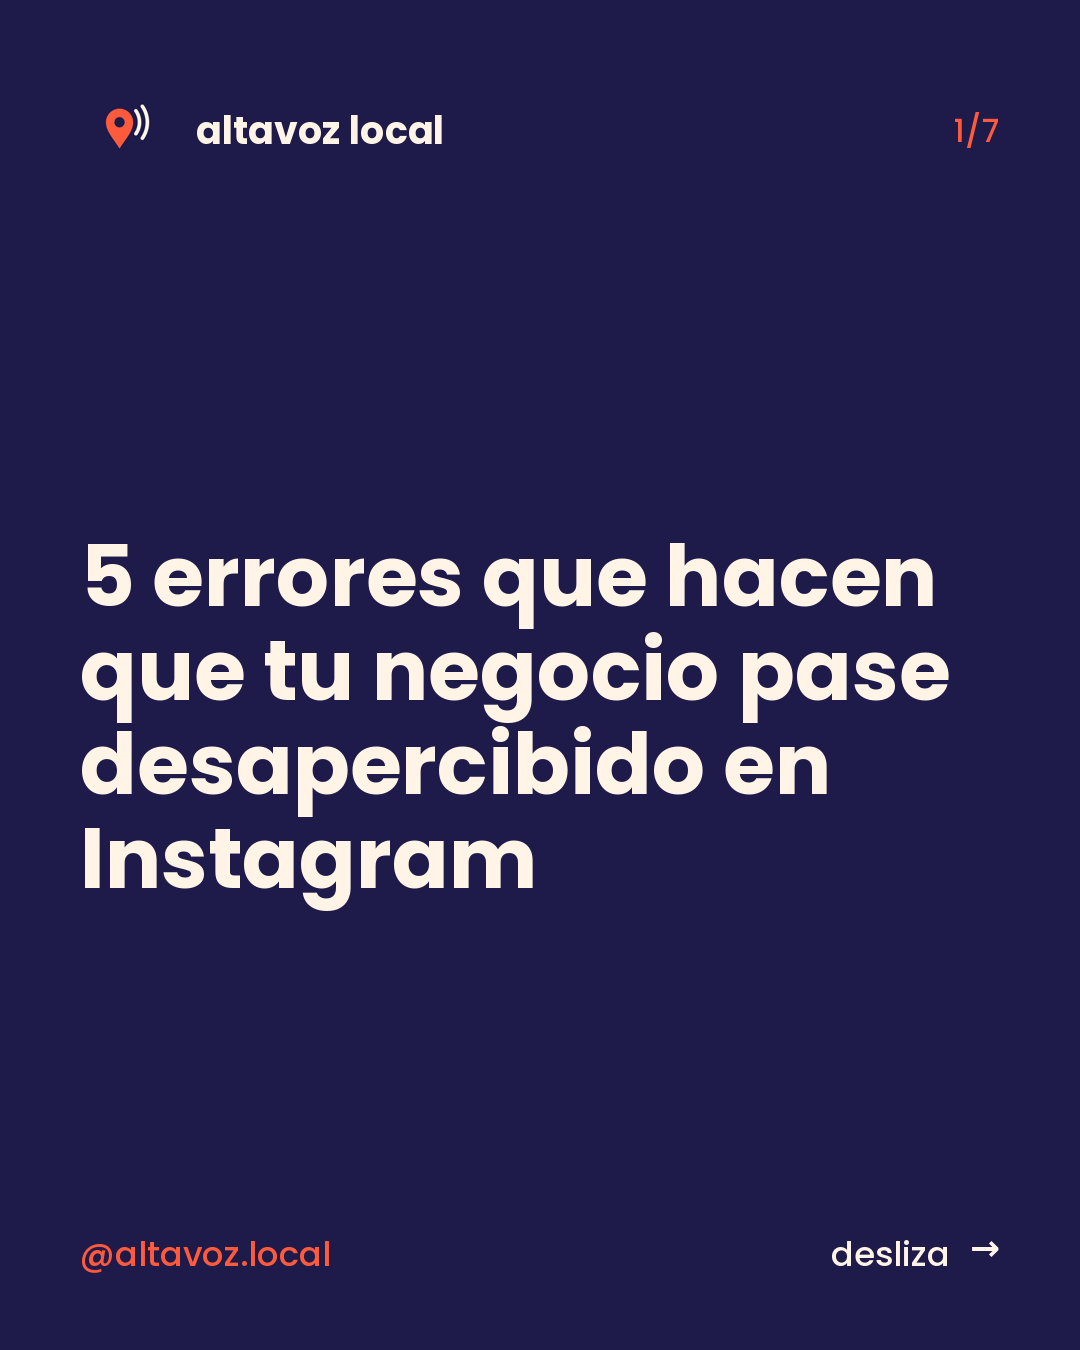 altavoz local
1/7
5 errores que hacen
que tu negocio pase
desapercibido en
Instagram
@altavoz.local
desliza →